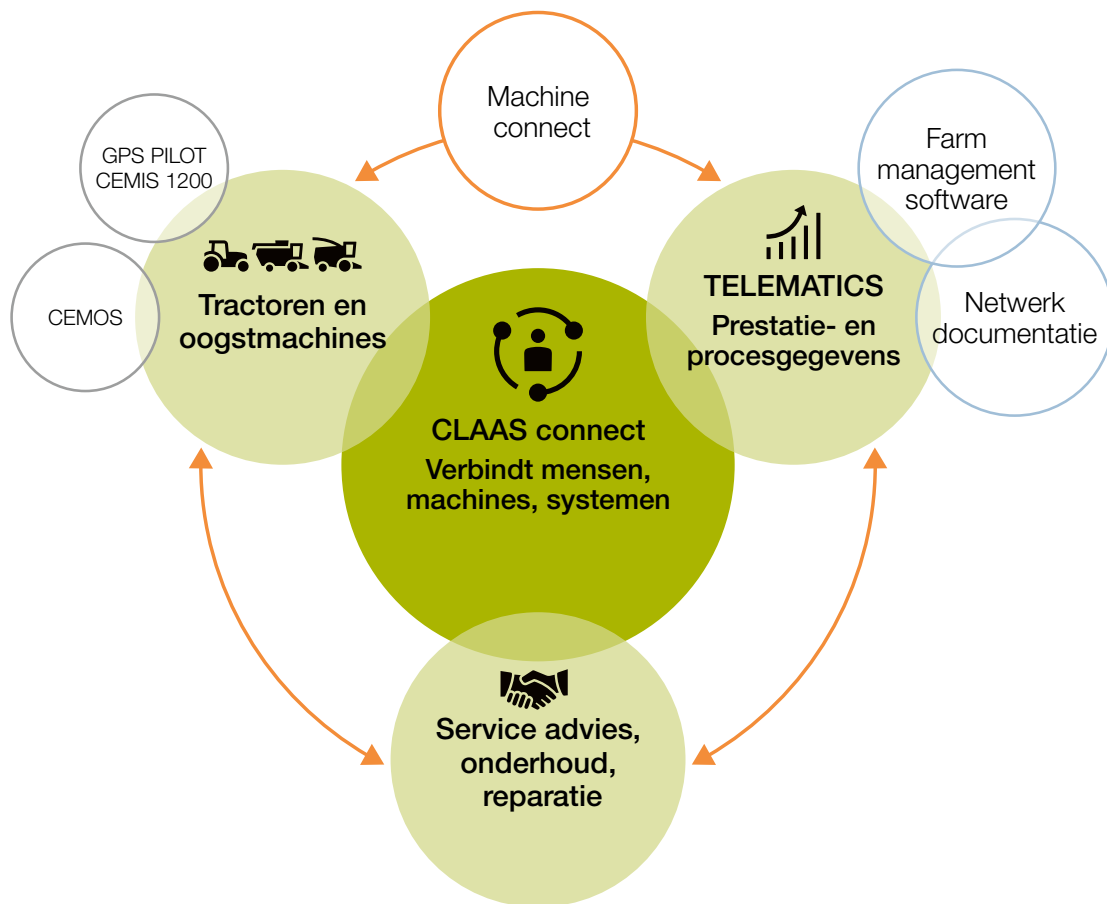 Machine
connect
GPS PILOT
CEMIS 1200
CEMOS
Tractoren en
oogstmachines
Farm
management
software
Netwerk
documentatie
TELEMATICS
Prestatie- en
procesgegevens
CLAAS connect
Verbindt mensen,
machines, systemen
Service advies,
onderhoud,
reparatie